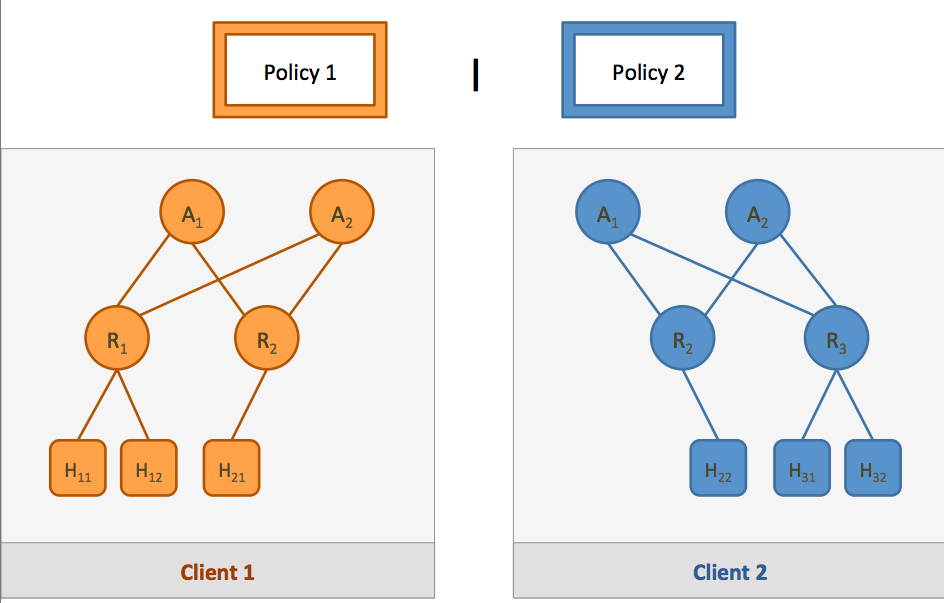 Policy 1 | Policy 2
A1 A2 A1 A2
R1 R2 R2 R3
H11 H12 H21 H22 H31 H32
Client 1 Client 2